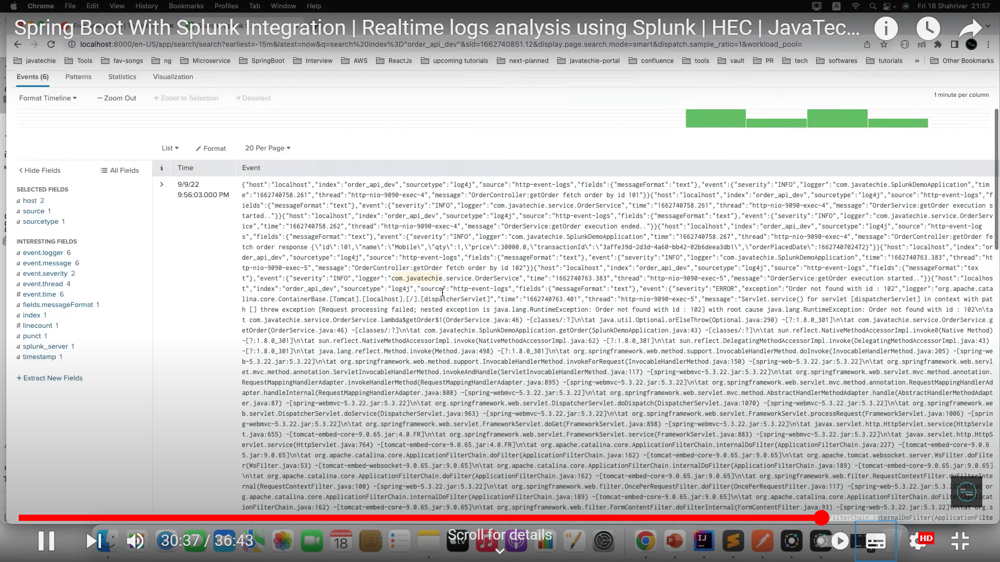 Chrome File Edit View History Bookmarks Profiles Tab Window Help
A Fri 18 Shahrivar 21:57
Spring Boot With Splunk Integration | Realtime logs analysis using Splunk | HEC | JavaTec...
localhost:8000/en-US/app/search/search?earliest=-15m&latest=now&q=search%20index%3D"order_api_dev"&sid=1662740851.12&display.page.search.mode=smart&dispatch.sample_ratio=1&workload_pool=
javatechie Tools fav-songs ng Microservice SpringBoot Interview AWS ReactJs upcoming tutorials next-planned javatechie-portal confluence tools vault PR tech softwares tutorials » Other Bookmarks
Events (6) Patterns Statistics Visualization
Format Timeline — Zoom Out + Zoom to Selection × Deselect
1 minute per column
List Format 20 Per Page
Hide Fields All Fields
i Time Event
SELECTED FIELDS
a host 2
a source 1
a sourcetype 1
INTERESTING FIELDS
a event.logger 6
a event.message 6
a event.severity 2
a event.thread 4
# event.time 6
a fields.messageFormat 1
a index 1
# linecount 1
a punct 1
a splunk_server 1
a timestamp 1
+ Extract New Fields
9/9/22
9:56:03.000 PM
{"host":"localhost","index":"order_api_dev","sourcetype":"log4j","source":"http-event-logs","fields":{"messageFormat":"text"},"event":{"severity":"INFO","logger":"com.javatechie.SplunkDemoApplication","tim
e":"1662740758.261","thread":"http-nio-9090-exec-4","message":"OrderController:getOrder fetch order by id 101"}}{"host":"localhost","index":"order_api_dev","sourcetype":"log4j","source":"http-event-logs","f
ields":{"messageFormat":"text"},"event":{"severity":"INFO","logger":"com.javatechie.service.OrderService","time":"1662740758.261","thread":"http-nio-9090-exec-4","message":"OrderService:getOrder execution s
tarted.."}}{"host":"localhost","index":"order_api_dev","sourcetype":"log4j","source":"http-event-logs","fields":{"messageFormat":"text"},"event":{"severity":"INFO","logger":"com.javatechie.service.OrderServ
ice","time":"1662740758.262","thread":"http-nio-9090-exec-4","message":"OrderService:getOrder execution ended.."}}{"host":"localhost","index":"order_api_dev","sourcetype":"log4j","source":"http-event-log
s","fields":{"messageFormat":"text"},"event":{"severity":"INFO","logger":"com.javatechie.SplunkDemoApplication","time":"1662740758.267","thread":"http-nio-9090-exec-4","message":"OrderController:getOrder fe
tch order response {\"id\":101,\"name\":\"Mobile\",\"qty\":1,\"price\":30000.0,\"transactionId\":\"3affe39d-2d3d-4a60-bb42-02b6deea3db1\",\"orderPlacedDate\":1662740702472}"}}{"host":"localhost","index":"or
der_api_dev","sourcetype":"log4j","source":"http-event-logs","fields":{"messageFormat":"text"},"event":{"severity":"INFO","logger":"com.javatechie.SplunkDemoApplication","time":"1662740763.383","thread":"ht
tp-nio-9090-exec-5","message":"OrderController:getOrder fetch order by id 102"}}{"host":"localhost","index":"order_api_dev","sourcetype":"log4j","source":"http-event-logs","fields":{"messageFormat":"tex
t"},"event":{"severity":"INFO","logger":"com.javatechie.service.OrderService","time":"1662740763.383","thread":"http-nio-9090-exec-5","message":"OrderService:getOrder execution started.."}}{"host":"localhos
t","index":"order_api_dev","sourcetype":"log4j","source":"http-event-logs","fields":{"messageFormat":"text"},"event":{"severity":"ERROR","exception":"Order not found with id : 102","logger":"org.apache.cata
lina.core.ContainerBase.[Tomcat].[localhost].[/].[dispatcherServlet]","time":"1662740763.401","thread":"http-nio-9090-exec-5","message":"Servlet.service() for servlet [dispatcherServlet] in context with pat
h [] threw exception [Request processing failed; nested exception is java.lang.RuntimeException: Order not found with id : 102] with root cause java.lang.RuntimeException: Order not found with id : 102\n\ta
t com.javatechie.service.OrderService.lambda$getOrder$1(OrderService.java:46) ~[classes/:?]\n\tat java.util.Optional.orElseThrow(Optional.java:290) ~[?:1.8.0_301]\n\tat com.javatechie.service.OrderService.g
etOrder(OrderService.java:46) ~[classes/:?]\n\tat com.javatechie.SplunkDemoApplication.getOrder(SplunkDemoApplication.java:43) ~[classes/:?]\n\tat sun.reflect.NativeMethodAccessorImpl.invoke0(Native Method)
~[?:1.8.0_301]\n\tat sun.reflect.NativeMethodAccessorImpl.invoke(NativeMethodAccessorImpl.java:62) ~[?:1.8.0_301]\n\tat sun.reflect.DelegatingMethodAccessorImpl.invoke(DelegatingMethodAccessorImpl.java:43)
~[?:1.8.0_301]\n\tat java.lang.reflect.Method.invoke(Method.java:498) ~[?:1.8.0_301]\n\tat org.springframework.web.method.support.InvocableHandlerMethod.doInvoke(InvocableHandlerMethod.java:205) ~[spring-we
b-5.3.22.jar:5.3.22]\n\tat org.springframework.web.method.support.InvocableHandlerMethod.invokeForRequest(InvocableHandlerMethod.java:150) ~[spring-web-5.3.22.jar:5.3.22]\n\tat org.springframework.web.servl
et.mvc.method.annotation.ServletInvocableHandlerMethod.invokeAndHandle(ServletInvocableHandlerMethod.java:117) ~[spring-webmvc-5.3.22.jar:5.3.22]\n\tat org.springframework.web.servlet.mvc.method.annotation.
RequestMappingHandlerAdapter.invokeHandlerMethod(RequestMappingHandlerAdapter.java:895) ~[spring-webmvc-5.3.22.jar:5.3.22]\n\tat org.springframework.web.servlet.mvc.method.annotation.RequestMappingHandlerAd
apter.handleInternal(RequestMappingHandlerAdapter.java:808) ~[spring-webmvc-5.3.22.jar:5.3.22]\n\tat org.springframework.web.servlet.mvc.method.AbstractHandlerMethodAdapter.handle(AbstractHandlerMethodAdapt
er.java:87) ~[spring-webmvc-5.3.22.jar:5.3.22]\n\tat org.springframework.web.servlet.DispatcherServlet.doDispatch(DispatcherServlet.java:1070) ~[spring-webmvc-5.3.22.jar:5.3.22]\n\tat org.springframework.we
b.servlet.DispatcherServlet.doService(DispatcherServlet.java:963) ~[spring-webmvc-5.3.22.jar:5.3.22]\n\tat org.springframework.web.servlet.FrameworkServlet.processRequest(FrameworkServlet.java:1006) ~[sprin
g-webmvc-5.3.22.jar:5.3.22]\n\tat org.springframework.web.servlet.FrameworkServlet.doGet(FrameworkServlet.java:898) ~[spring-webmvc-5.3.22.jar:5.3.22]\n\tat javax.servlet.http.HttpServlet.service(HttpServle
t.java:655) ~[tomcat-embed-core-9.0.65.jar:4.0.FR]\n\tat org.springframework.web.servlet.FrameworkServlet.service(FrameworkServlet.java:883) ~[spring-webmvc-5.3.22.jar:5.3.22]\n\tat javax.servlet.http.HttpS
ervlet.service(HttpServlet.java:764) ~[tomcat-embed-core-9.0.65.jar:4.0.FR]\n\tat org.apache.catalina.core.ApplicationFilterChain.internalDoFilter(ApplicationFilterChain.java:227) ~[tomcat-embed-core-9.0.6
5.jar:9.0.65]\n\tat org.apache.catalina.core.ApplicationFilterChain.doFilter(ApplicationFilterChain.java:162) ~[tomcat-embed-core-9.0.65.jar:9.0.65]\n\tat org.apache.tomcat.websocket.server.WsFilter.doFilte
r(WsFilter.java:53) ~[tomcat-embed-websocket-9.0.65.jar:9.0.65]\n\tat org.apache.catalina.core.ApplicationFilterChain.internalDoFilter(ApplicationFilterChain.java:189) ~[tomcat-embed-core-9.0.65.jar:9.0.65]
\n\tat org.apache.catalina.core.ApplicationFilterChain.doFilter(ApplicationFilterChain.java:162) ~[tomcat-embed-core-9.0.65.jar:9.0.65]\n\tat org.springframework.web.filter.RequestContextFilter.doFilterInter
nal(RequestContextFilter.java:100) ~[spring-web-5.3.22.jar:5.3.22]\n\tat org.springframework.web.filter.OncePerRequestFilter.doFilter(OncePerRequestFilter.java:117) ~[spring-web-5.3.22.jar:5.3.22]\n\tat or
g.apache.catalina.core.ApplicationFilterChain.internalDoFilter(ApplicationFilterChain.java:189) ~[tomcat-embed-core-9.0.65.jar:9.0.65]\n\tat org.apache.catalina.core.Applicat
ionFilterChain.java:162) ~[tomcat-embed-core-9.0.65.jar:9.0.65]\n\tat org.springframework.web.filter.FormContentFilter.doFilterInternal(FormContentFilter.java:93) ~[spring-web-5.3.22.jar:5.3.22]\n\tat org.s
FilterChain.internalDoFilter(ApplicationFilte
30:37 / 36:43
Scroll for details
SHAHRIVAR
18
tv
IJ
HD